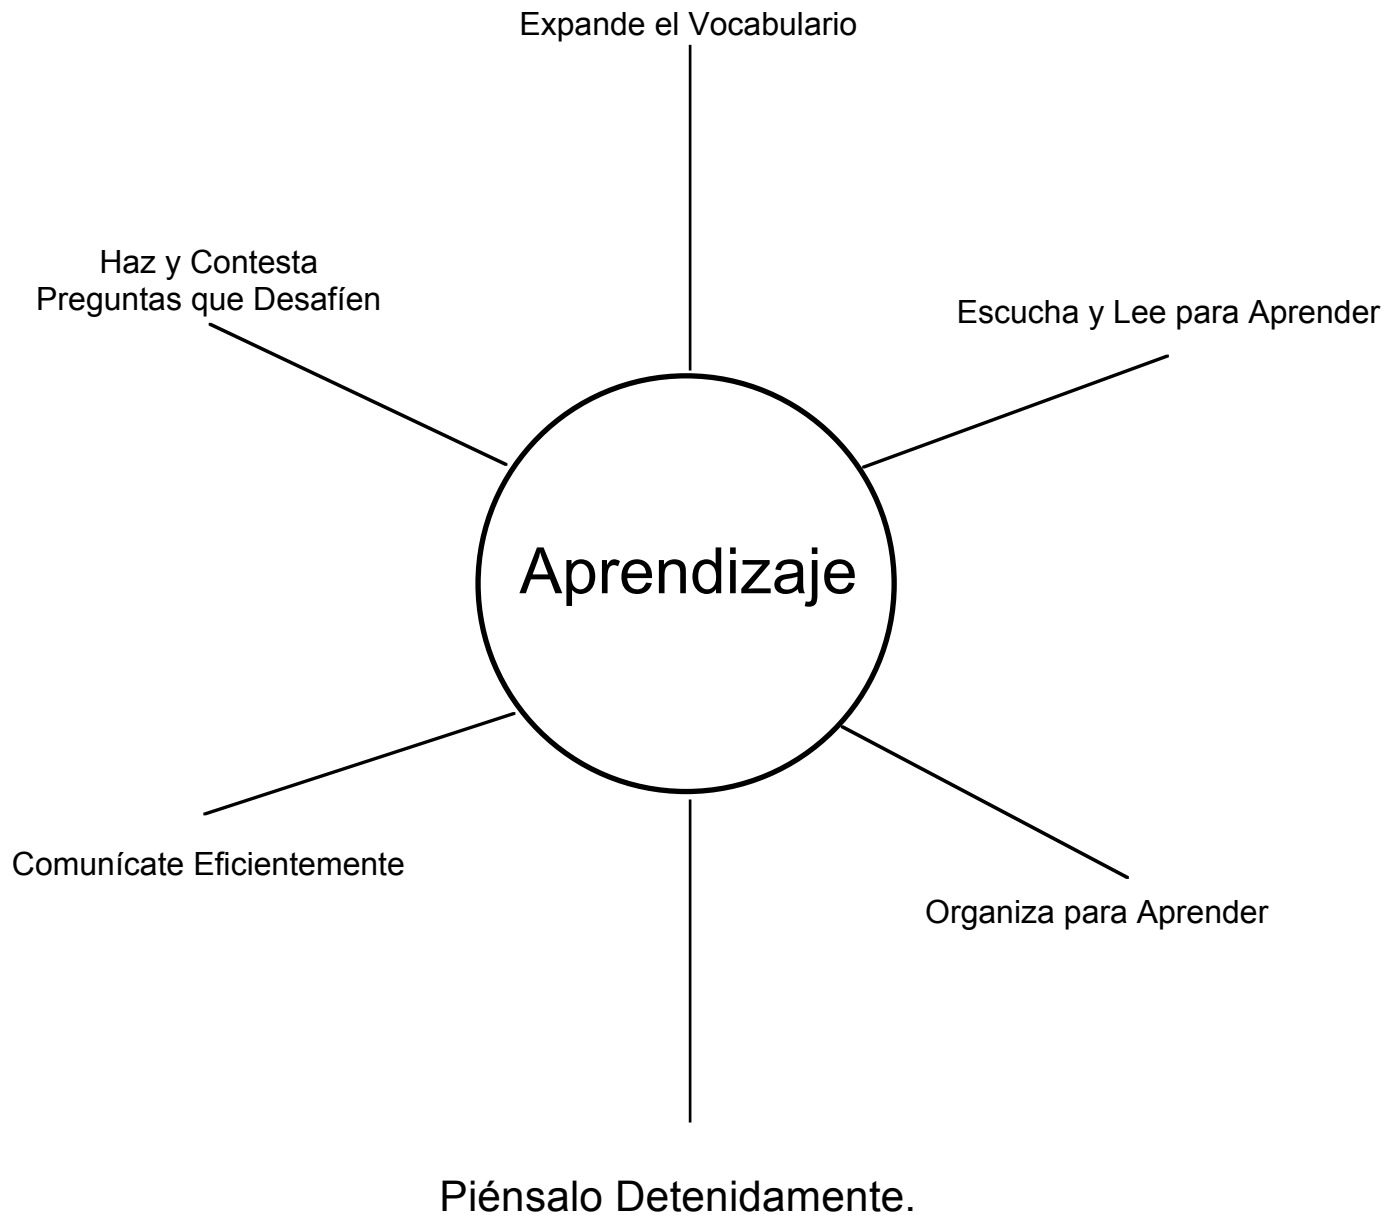 Expande el Vocabulario
Haz y Contesta
Preguntas que Desafíen
Escucha y Lee para Aprender
Aprendizaje
Comunícate Eficientemente
Organiza para Aprender
Piénsalo Detenidamente.